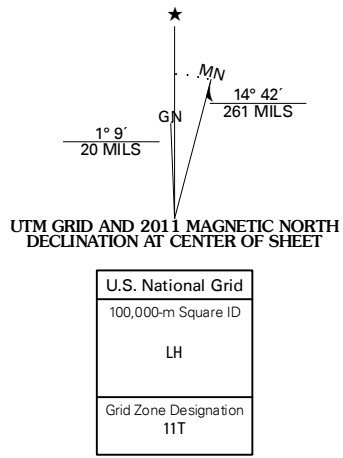 ★
MN
GN
14° 42´
261 MILS
1° 9´
20 MILS
UTM GRID AND 2011 MAGNETIC NORTH
DECLINATION AT CENTER OF SHEET
U.S. National Grid
100,000-m Square ID
LH
Grid Zone Designation
11T